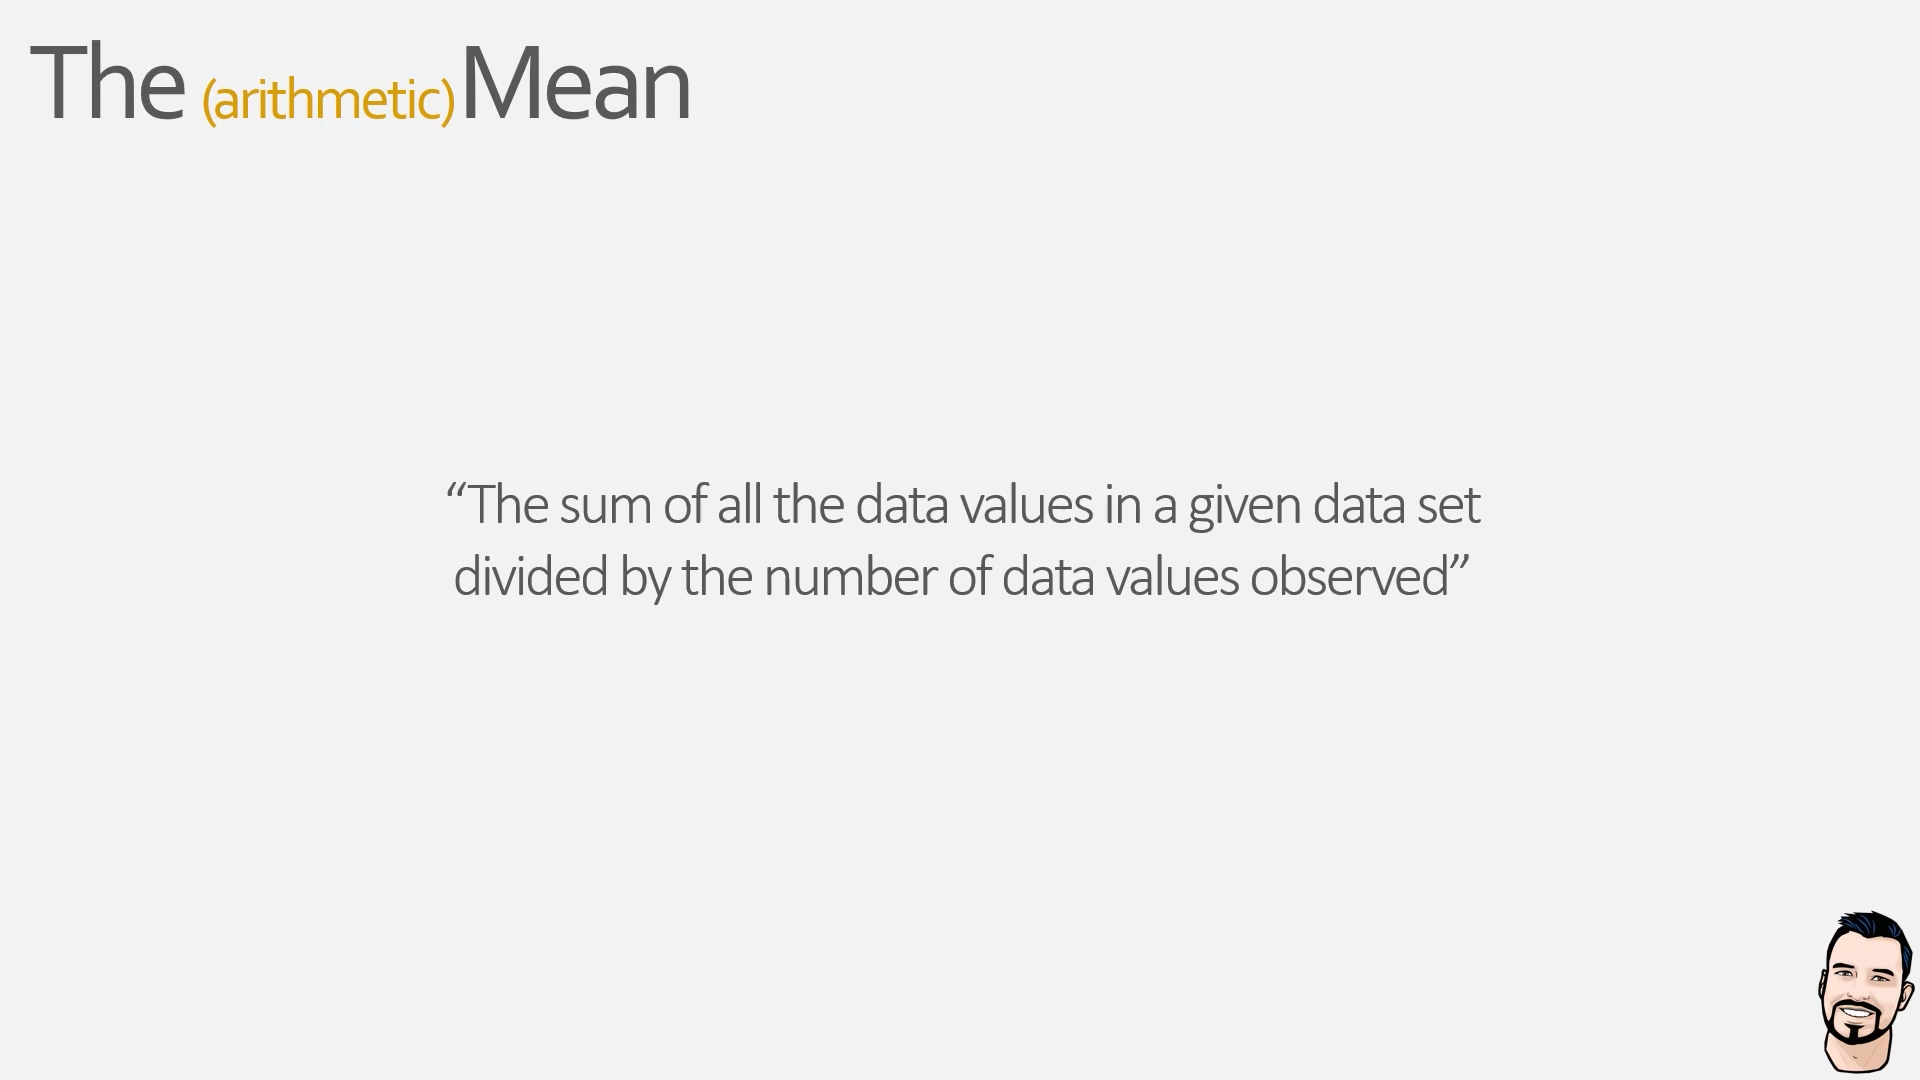 The (arithmetic) Mean
“The sum of all the data values in a given data set
divided by the number of data values observed”